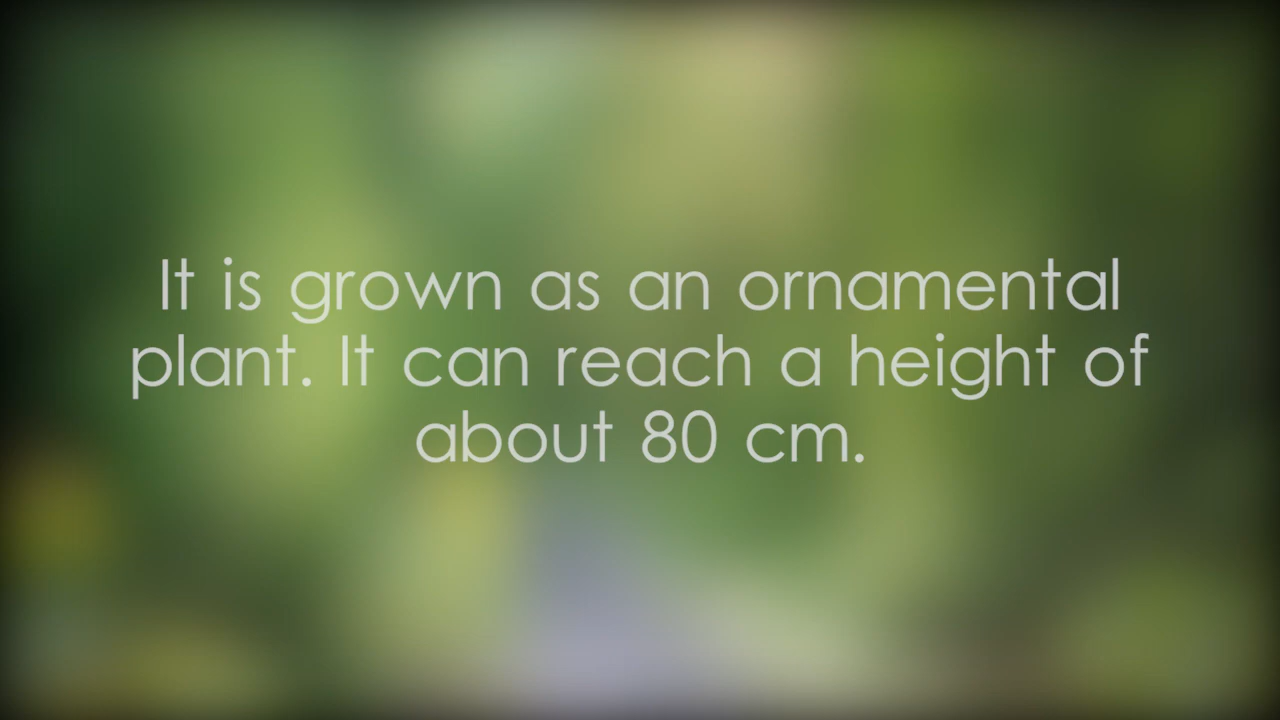 It is grown as an ornamental
plant. It can reach a height of
about 80 cm.